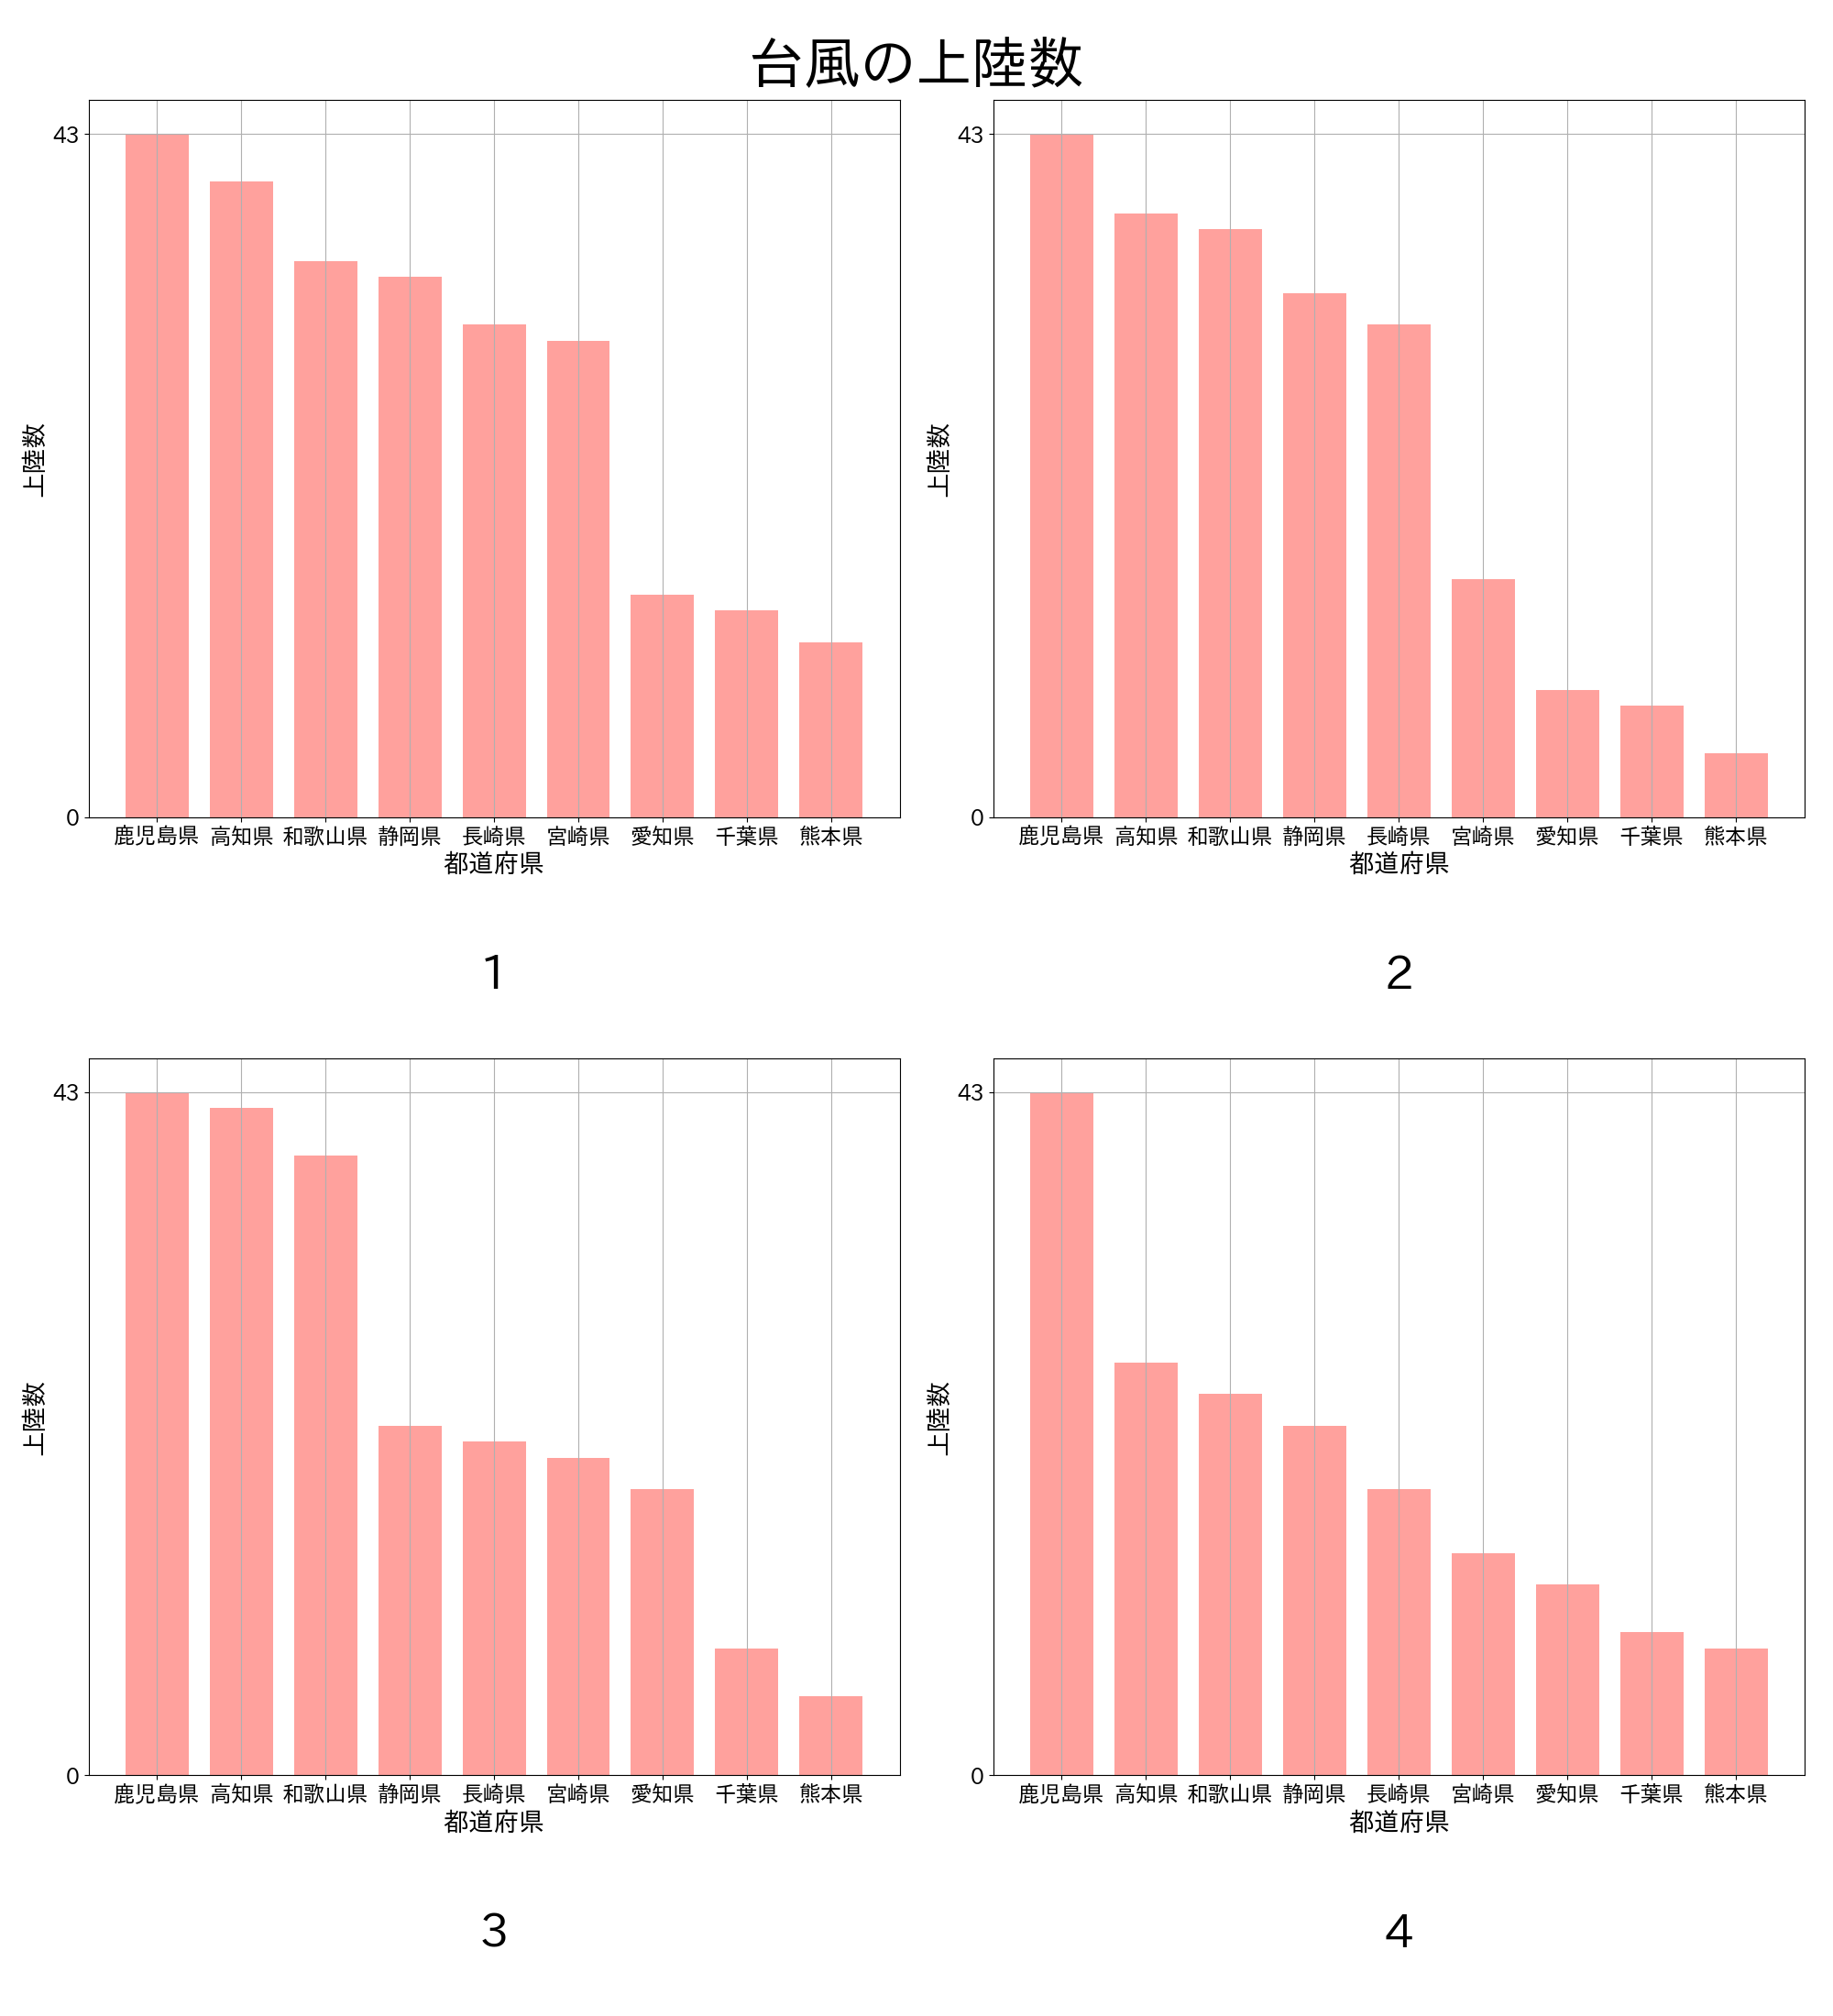 台風の上陸数
43
0
上陸数
鹿児島県 高知県 和歌山県 静岡県 長崎県 宮崎県 愛知県 千葉県 熊本県
都道府県
1
43
0
上陸数
鹿児島県 高知県 和歌山県 静岡県 長崎県 宮崎県 愛知県 千葉県 熊本県
都道府県
2
43
0
上陸数
鹿児島県 高知県 和歌山県 静岡県 長崎県 宮崎県 愛知県 千葉県 熊本県
都道府県
3
43
0
上陸数
鹿児島県 高知県 和歌山県 静岡県 長崎県 宮崎県 愛知県 千葉県 熊本県
都道府県
4